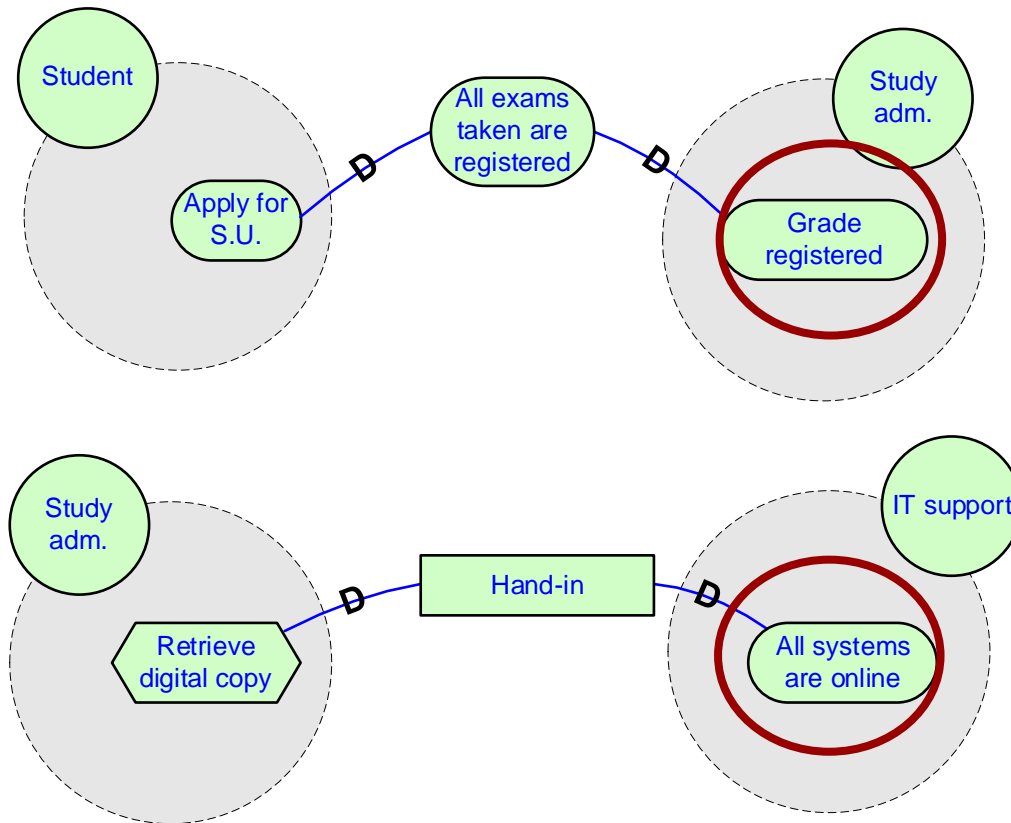 Student
All exams
taken are
registered
Study
adm.
D
D
Apply for
S.U.
Grade
registered
Study
adm.
IT support
Hand-in
D
D
Retrieve
digital copy
All systems
are online